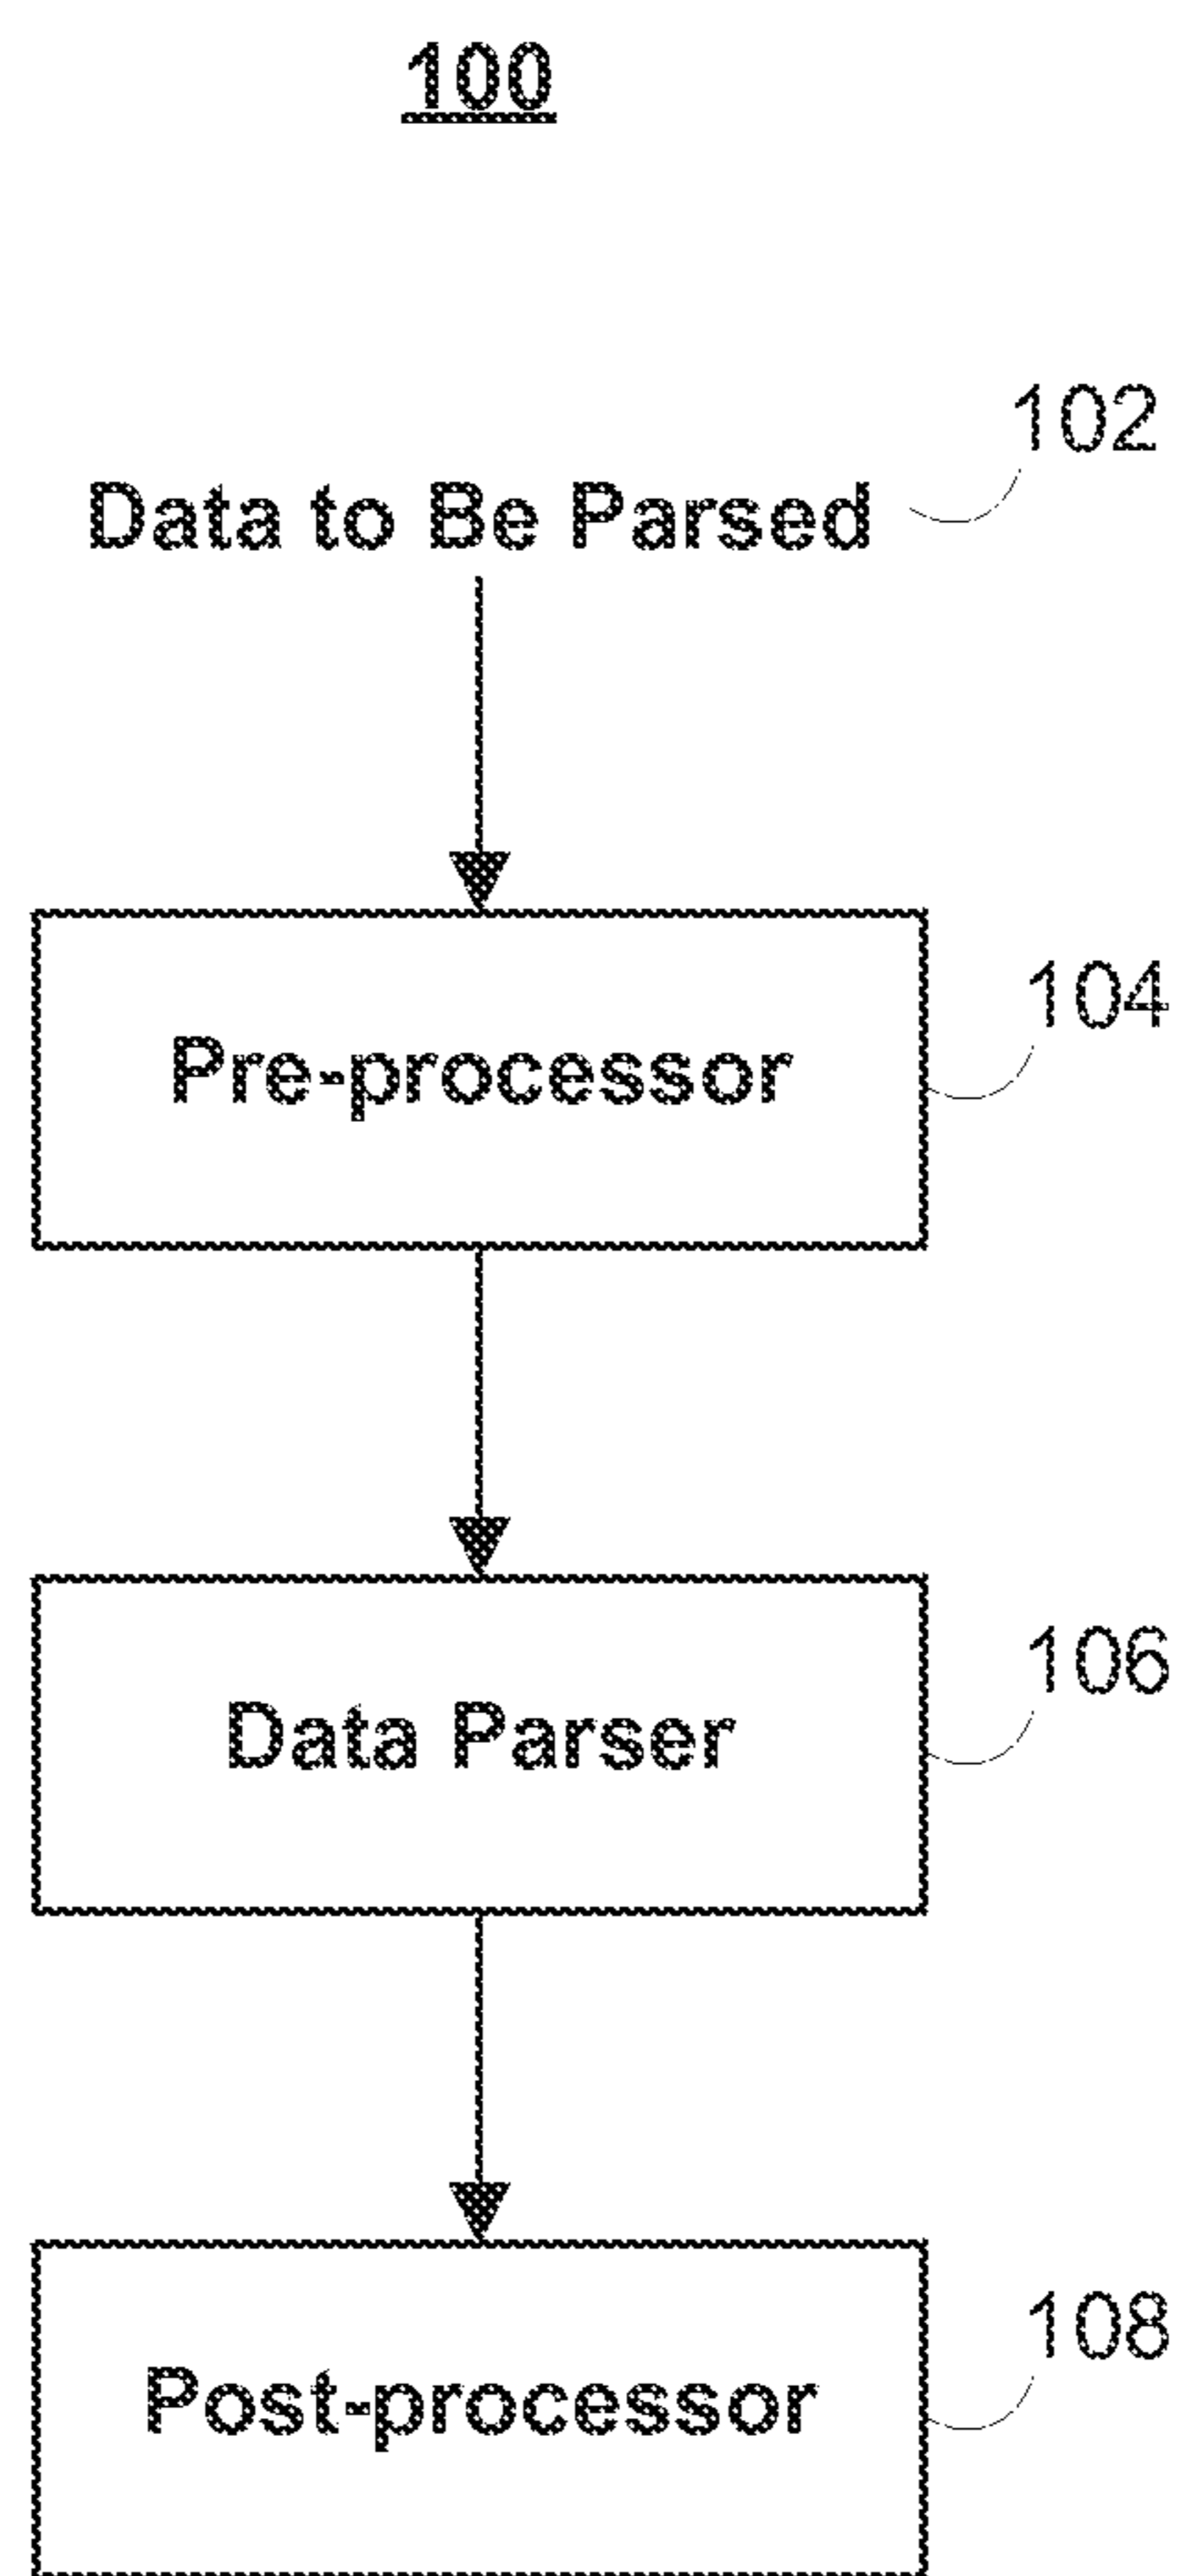 100
102
Data to Be Parsed
104
Pre-processor
106
Data Parser
108
Post-processor